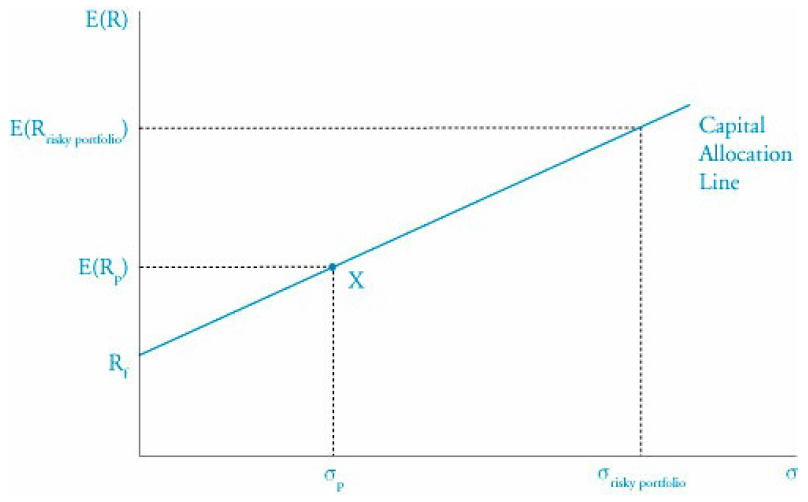 E(R)
E(R risky portfolio)
Capital
Allocation
Line
E(Rp)
X
Rf
σp
σ risky portfolio
σ